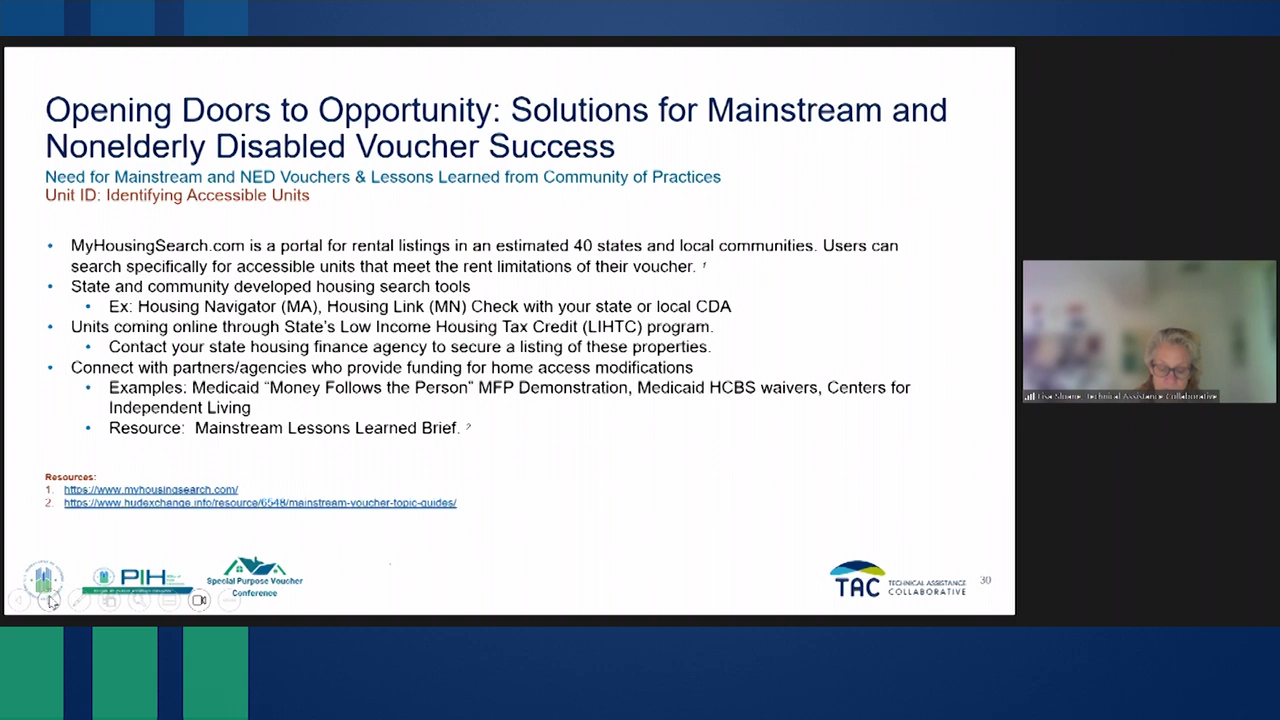 Opening Doors to Opportunity: Solutions for Mainstream and
Nonelderly Disabled Voucher Success
Need for Mainstream and NED Vouchers & Lessons Learned from Community of Practices
Unit ID: Identifying Accessible Units
• MyHousingSearch.com is a portal for rental listings in an estimated 40 states and local communities. Users can
search specifically for accessible units that meet the rent limitations of their voucher. 1
• State and community developed housing search tools
• Ex: Housing Navigator (MA), Housing Link (MN) Check with your state or local CDA
• Units coming online through State's Low Income Housing Tax Credit (LIHTC) program.
• Contact your state housing finance agency to secure a listing of these properties.
• Connect with partners/agencies who provide funding for home access modifications
• Examples: Medicaid “Money Follows the Person” MFP Demonstration, Medicaid HCBS waivers, Centers for
Independent Living
• Resource: Mainstream Lessons Learned Brief. 2
Resources:
1. https://www.myhousingsearch.com/
2. https://www.hudexchange.info/resource/6548/mainstream-voucher-topic-guides/
PIH
Special Purpose Voucher
Conference
TAC TECHNICAL ASSISTANCE
COLLABORATIVE
30
Lisa Sloane, Technical Assistance Collaborative